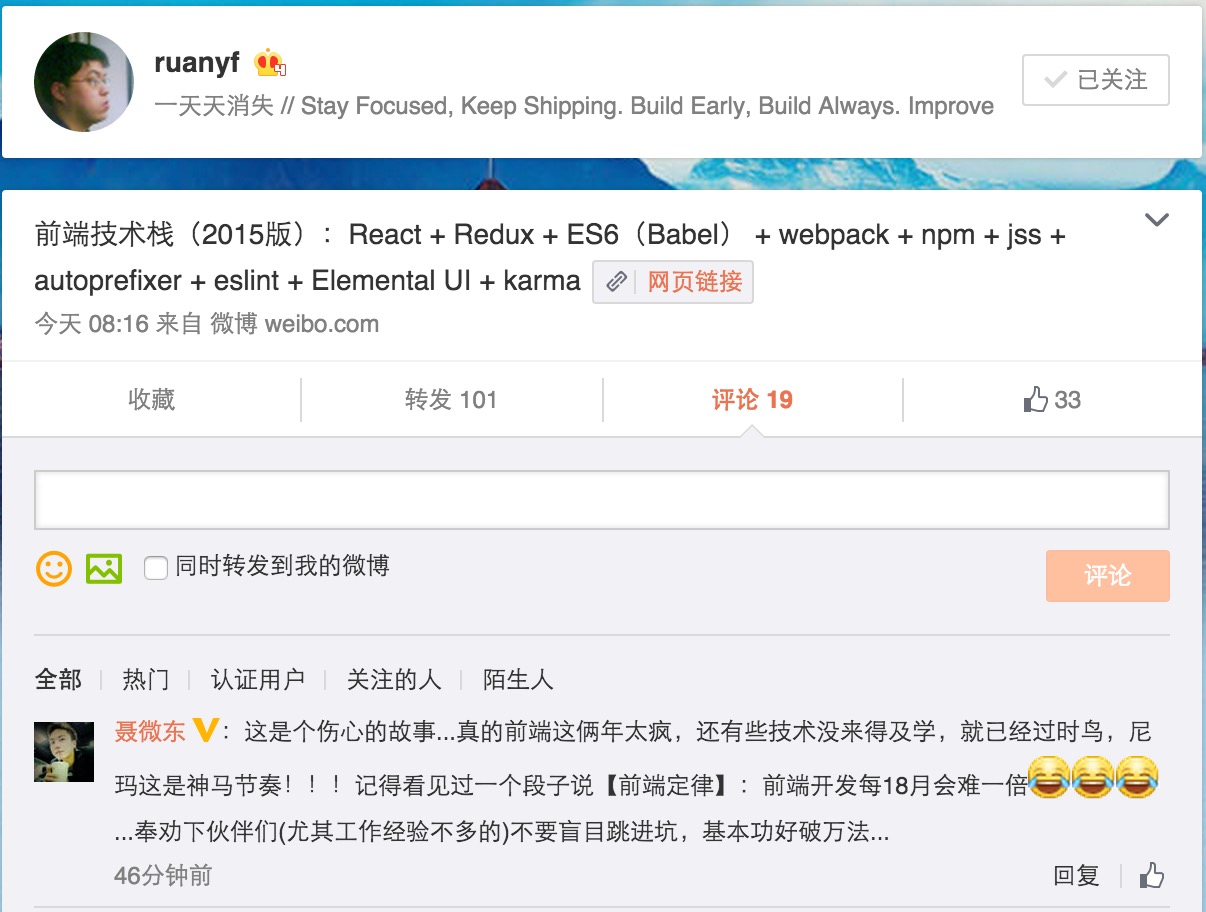 ruanyf
4
一天天消失 // Stay Focused, Keep Shipping. Build Early, Build Always. Improve
已关注
前端技术栈（2015版）：React + Redux + ES6（Babel） + webpack + npm + jss +
autoprefixer + eslint + Elemental UI + karma 网页链接
今天 08:16 来自 微博 weibo.com
收藏
转发 101
评论 19
33
同时转发到我的微博
评论
全部
热门
认证用户
关注的人
陌生人
聂微东 V：这是个伤心的故事...真的前端这俩年太疯，还有些技术没来得及学，就已经过时鸟，尼
玛这是神马节奏！！！记得看见过一个段子说【前端定律】：前端开发每18月会难一倍😂😂😂
...奉劝下伙伴们(尤其工作经验不多的)不要盲目跳进坑，基本功好破万法...
46分钟前
回复